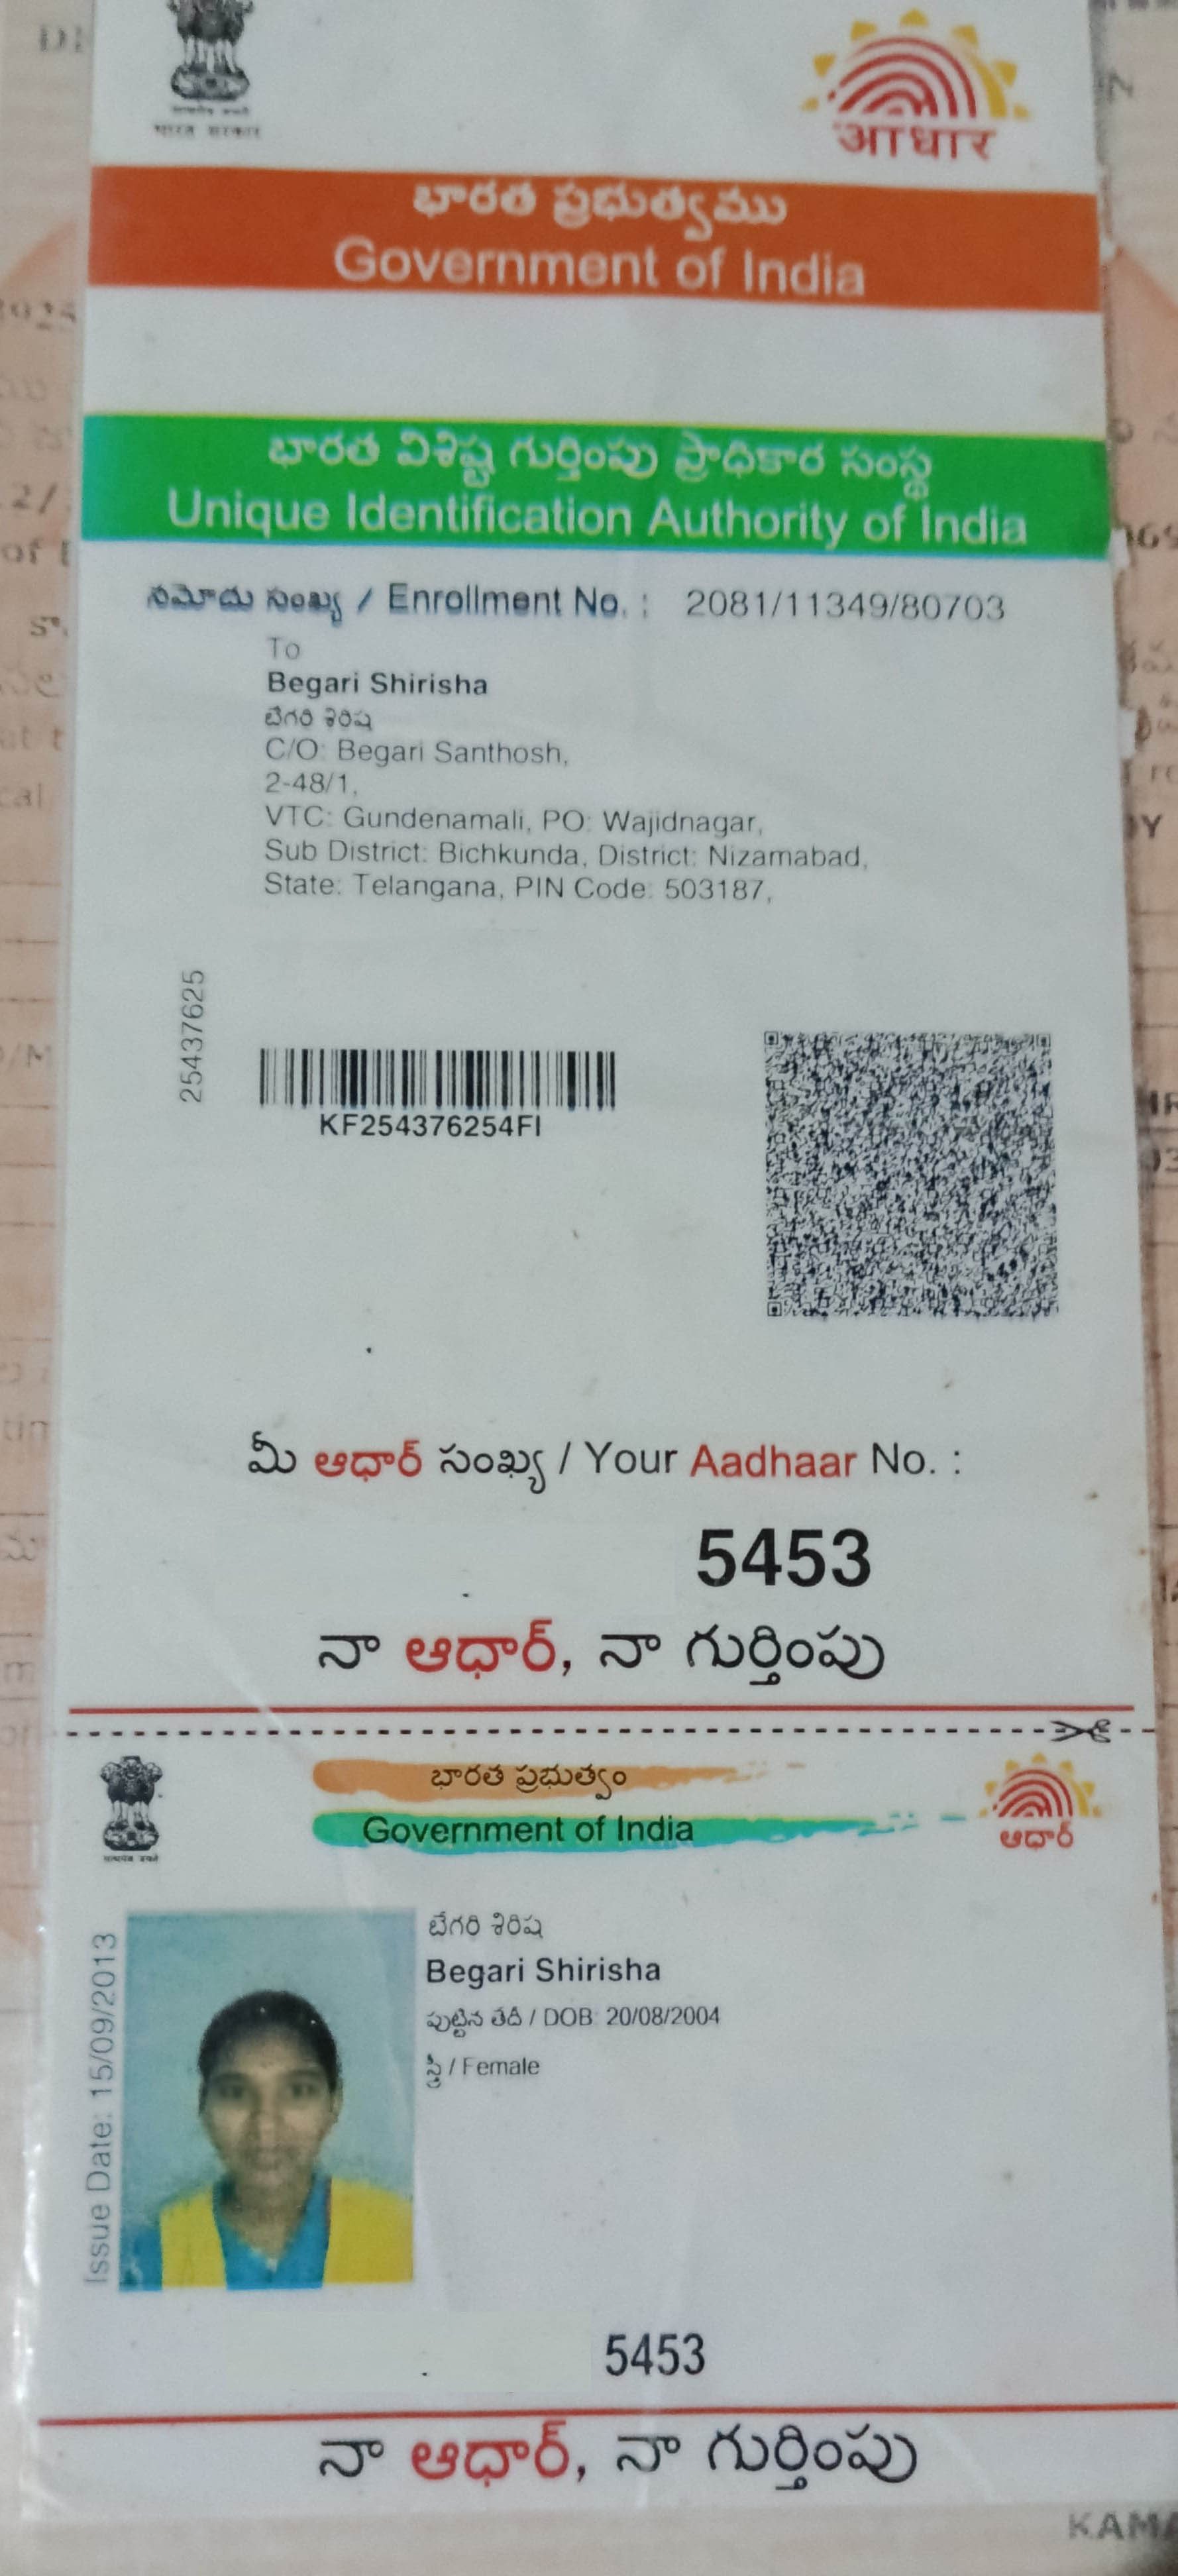 भारत सरकार
आधार
భారత ప్రభుత్వము
Government of India
భారత విశిష్ట గుర్తింపు ప్రాధికార సంస్థ
Unique Identification Authority of India
నమోదు సంఖ్య / Enrollment No. : 2081/11349/80703
To
Begari Shirisha
బేగరి శిరిష
C/O: Begari Santhosh,
2-48/1,
VTC: Gundenamali, PO: Wajidnagar,
Sub District: Bichkunda, District: Nizamabad,
State: Telangana, PIN Code: 503187,
25437625
KF254376254FI
మీ ఆధార్ సంఖ్య / Your Aadhaar No. :
5453
నా ఆధార్, నా గుర్తింపు
భారత ప్రభుత్వం
Government of India
ఆధార్
Issue Date: 15/09/2013
బేగరి శిరిష
Begari Shirisha
పుట్టిన తేదీ / DOB: 20/08/2004
స్త్రీ / Female
5453
నా ఆధార్, నా గుర్తింపు